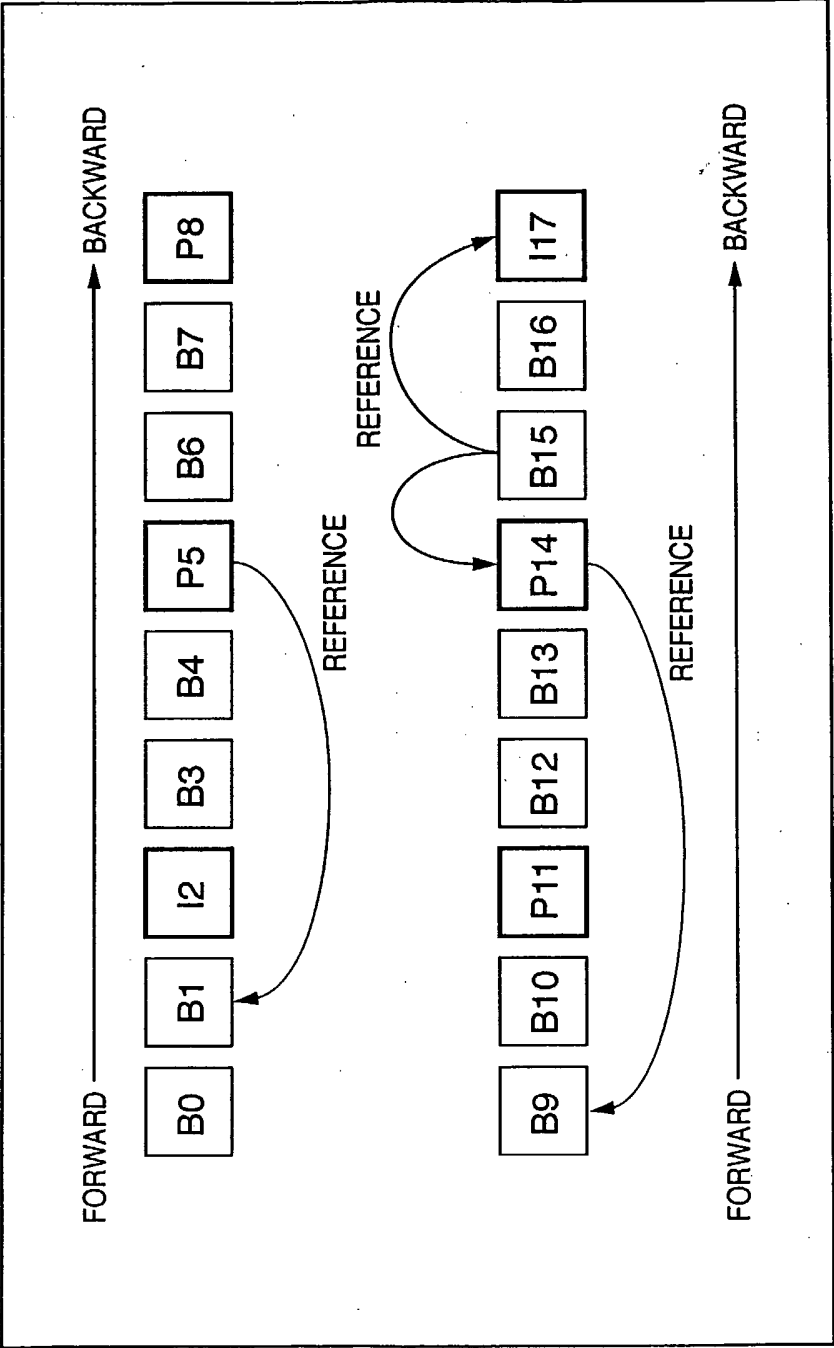 FORWARD BACKWARD
B0 B1 I2 B3 B4 P5 B6 B7 P8
REFERENCE
REFERENCE
B9 B10 P11 B12 B13 P14 B15 B16 I17
REFERENCE
FORWARD BACKWARD